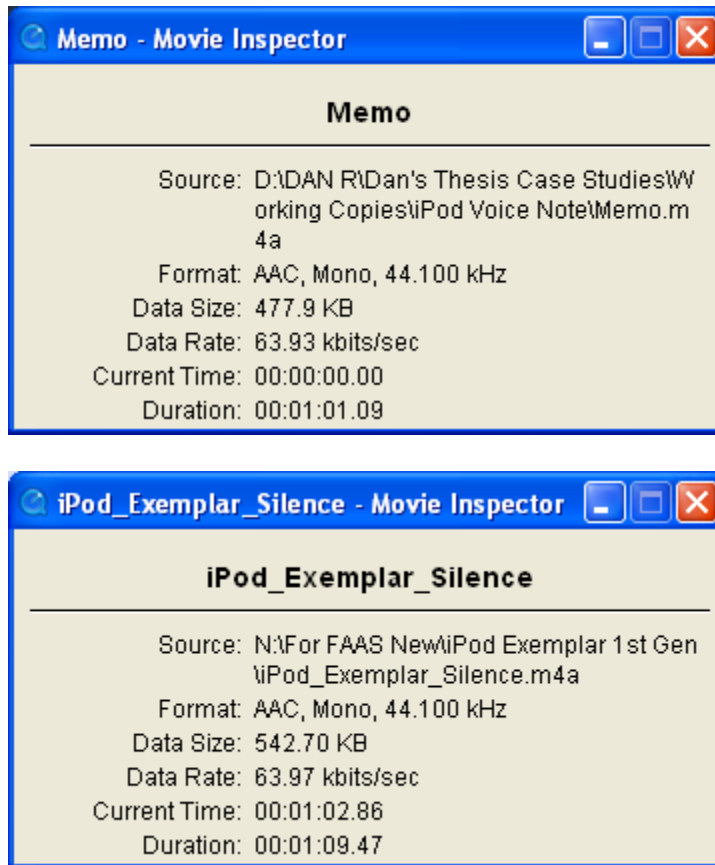 Memo - Movie Inspector
Memo
Source: D:\DAN R\Dan's Thesis Case Studies\W
orking Copies\iPod Voice Note\Memo.m
4a
Format: AAC, Mono, 44.100 kHz
Data Size: 477.9 KB
Data Rate: 63.93 kbits/sec
Current Time: 00:00:00.00
Duration: 00:01:01.09
iPod_Exemplar_Silence - Movie Inspector
iPod_Exemplar_Silence
Source: N:\For FAAS New\iPod Exemplar 1st Gen
\iPod_Exemplar_Silence.m4a
Format: AAC, Mono, 44.100 kHz
Data Size: 542.70 KB
Data Rate: 63.97 kbits/sec
Current Time: 00:01:02.86
Duration: 00:01:09.47